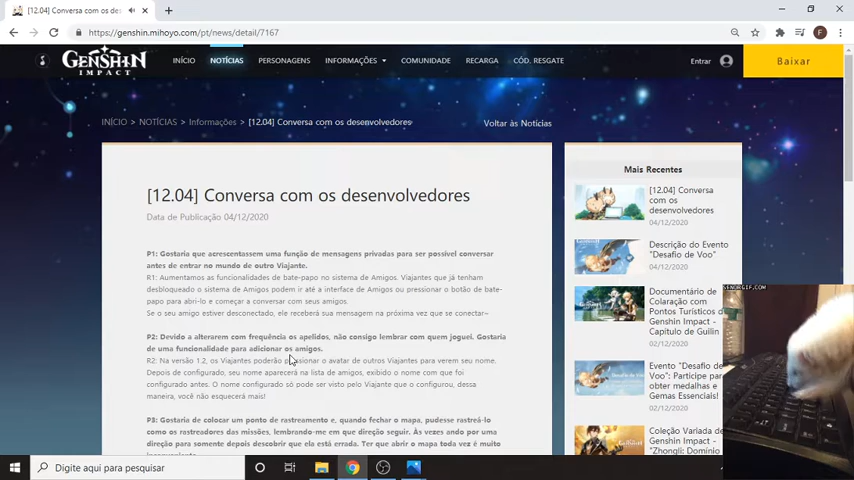 [12.04] Conversa com os des
https://genshin.mihoyo.com/pt/news/detail/7167
F
GENSHIN
IMPACT
INÍCIO NOTÍCIAS PERSONAGENS INFORMAÇÕES COMUNIDADE RECARGA CÓD. RESGATE Entrar Baixar
INÍCIO > NOTÍCIAS > Informações > [12.04] Conversa com os desenvolvedores
Voltar às Notícias
[12.04] Conversa com os desenvolvedores
Data de Publicação 04/12/2020
P1: Gostaria que acrescentassem uma função de mensagens privadas para ser possível conversar
antes de entrar no mundo de outro Viajante.
R1: Aumentamos as funcionalidades de bate-papo no sistema de Amigos. Viajantes que já tenham
desbloqueado o sistema de Amigos podem ir até a interface de Amigos ou pressionar o botão de bate-
papo para abri-lo e começar a conversar com seus amigos.
Se o seu amigo estiver desconectado, ele receberá sua mensagem na próxima vez que se conectar~
P2: Devido a alterarem com frequência os apelidos, não consigo lembrar com quem joguei. Gostaria
de uma funcionalidade para adicionar os amigos.
R2: Na versão 1.2, os Viajantes poderão pressionar o avatar de outros Viajantes para verem seu nome.
Depois de configurado, seu nome aparecerá na lista de amigos, exibido o nome com que foi
configurado antes. O nome configurado só pode ser visto pelo Viajante que o configurou, dessa
maneira, você não esquecerá mais!
P3: Gostaria de colocar um ponto de rastreamento e, quando fechar o mapa, pudesse rastreá-lo
como os rastreadores das missões, lembrando-me em que direção seguir. Às vezes ando por uma
direção para somente depois descobrir que ela está errada. Ter que abrir o mapa toda vez é muito
Mais Recentes
[12.04] Conversa
com os
desenvolvedores
04/12/2020
Descrição do Evento
"Desafio de Voo"
04/12/2020
Documentário de
Colaração com
Pontos Turísticos d
Genshin Impact -
Capítulo de Guilin
02/12/2020
Evento "Desafio de
Voo": Participe para
obter medalhas e
Gemas Essenciais!
02/12/2020
Coleção Variada de
"Zhongli: Domínio
SENORGIF.COM
Digite aqui para pesquisar